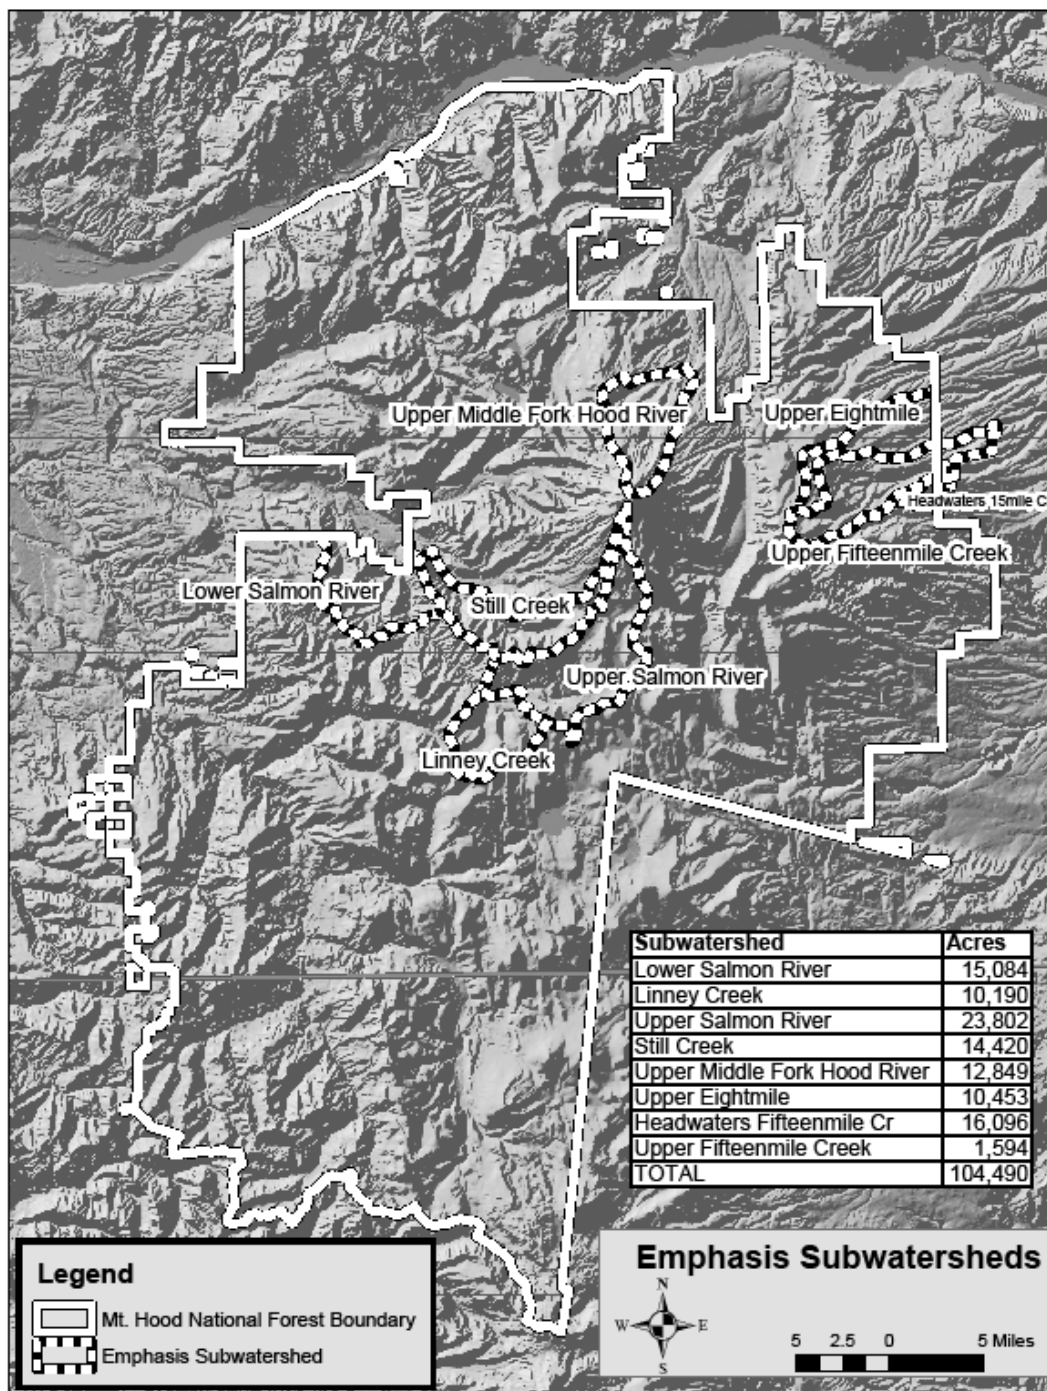 Upper Middle Fork Hood River
Upper Eightmile
Headwaters 15mile C
Upper Fifteenmile Creek
Lower Salmon River
Still Creek
Upper Salmon River
Linney Creek
Subwatershed Acres
Lower Salmon River 15,084
Linney Creek 10,190
Upper Salmon River 23,802
Still Creek 14,420
Upper Middle Fork Hood River 12,849
Upper Eightmile 10,453
Headwaters Fifteenmile Cr 16,096
Upper Fifteenmile Creek 1,594
TOTAL 104,490
Legend
Mt. Hood National Forest Boundary
Emphasis Subwatershed
Emphasis Subwatersheds
N
W E
S
5 2.5 0 5 Miles